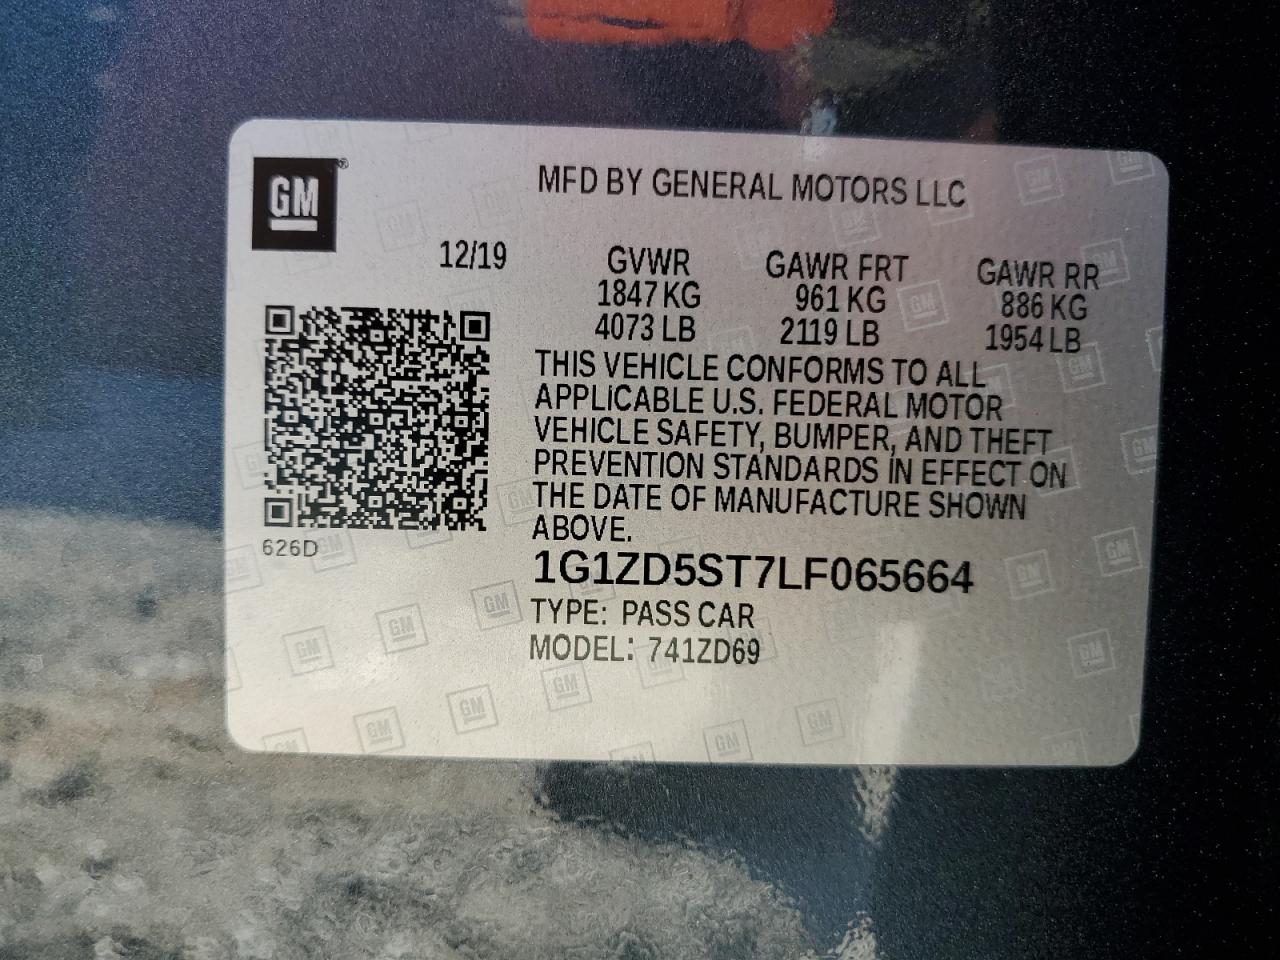 GM®
MFD BY GENERAL MOTORS LLC
12/19 GVWR GAWR FRT GAWR RR
1847 KG 961 KG 886 KG
4073 LB 2119 LB 1954 LB
THIS VEHICLE CONFORMS TO ALL
APPLICABLE U.S. FEDERAL MOTOR
VEHICLE SAFETY, BUMPER, AND THEFT
PREVENTION STANDARDS IN EFFECT ON
THE DATE OF MANUFACTURE SHOWN
ABOVE.
626D
1G1ZD5ST7LF065664
TYPE: PASS CAR
MODEL: 741ZD69